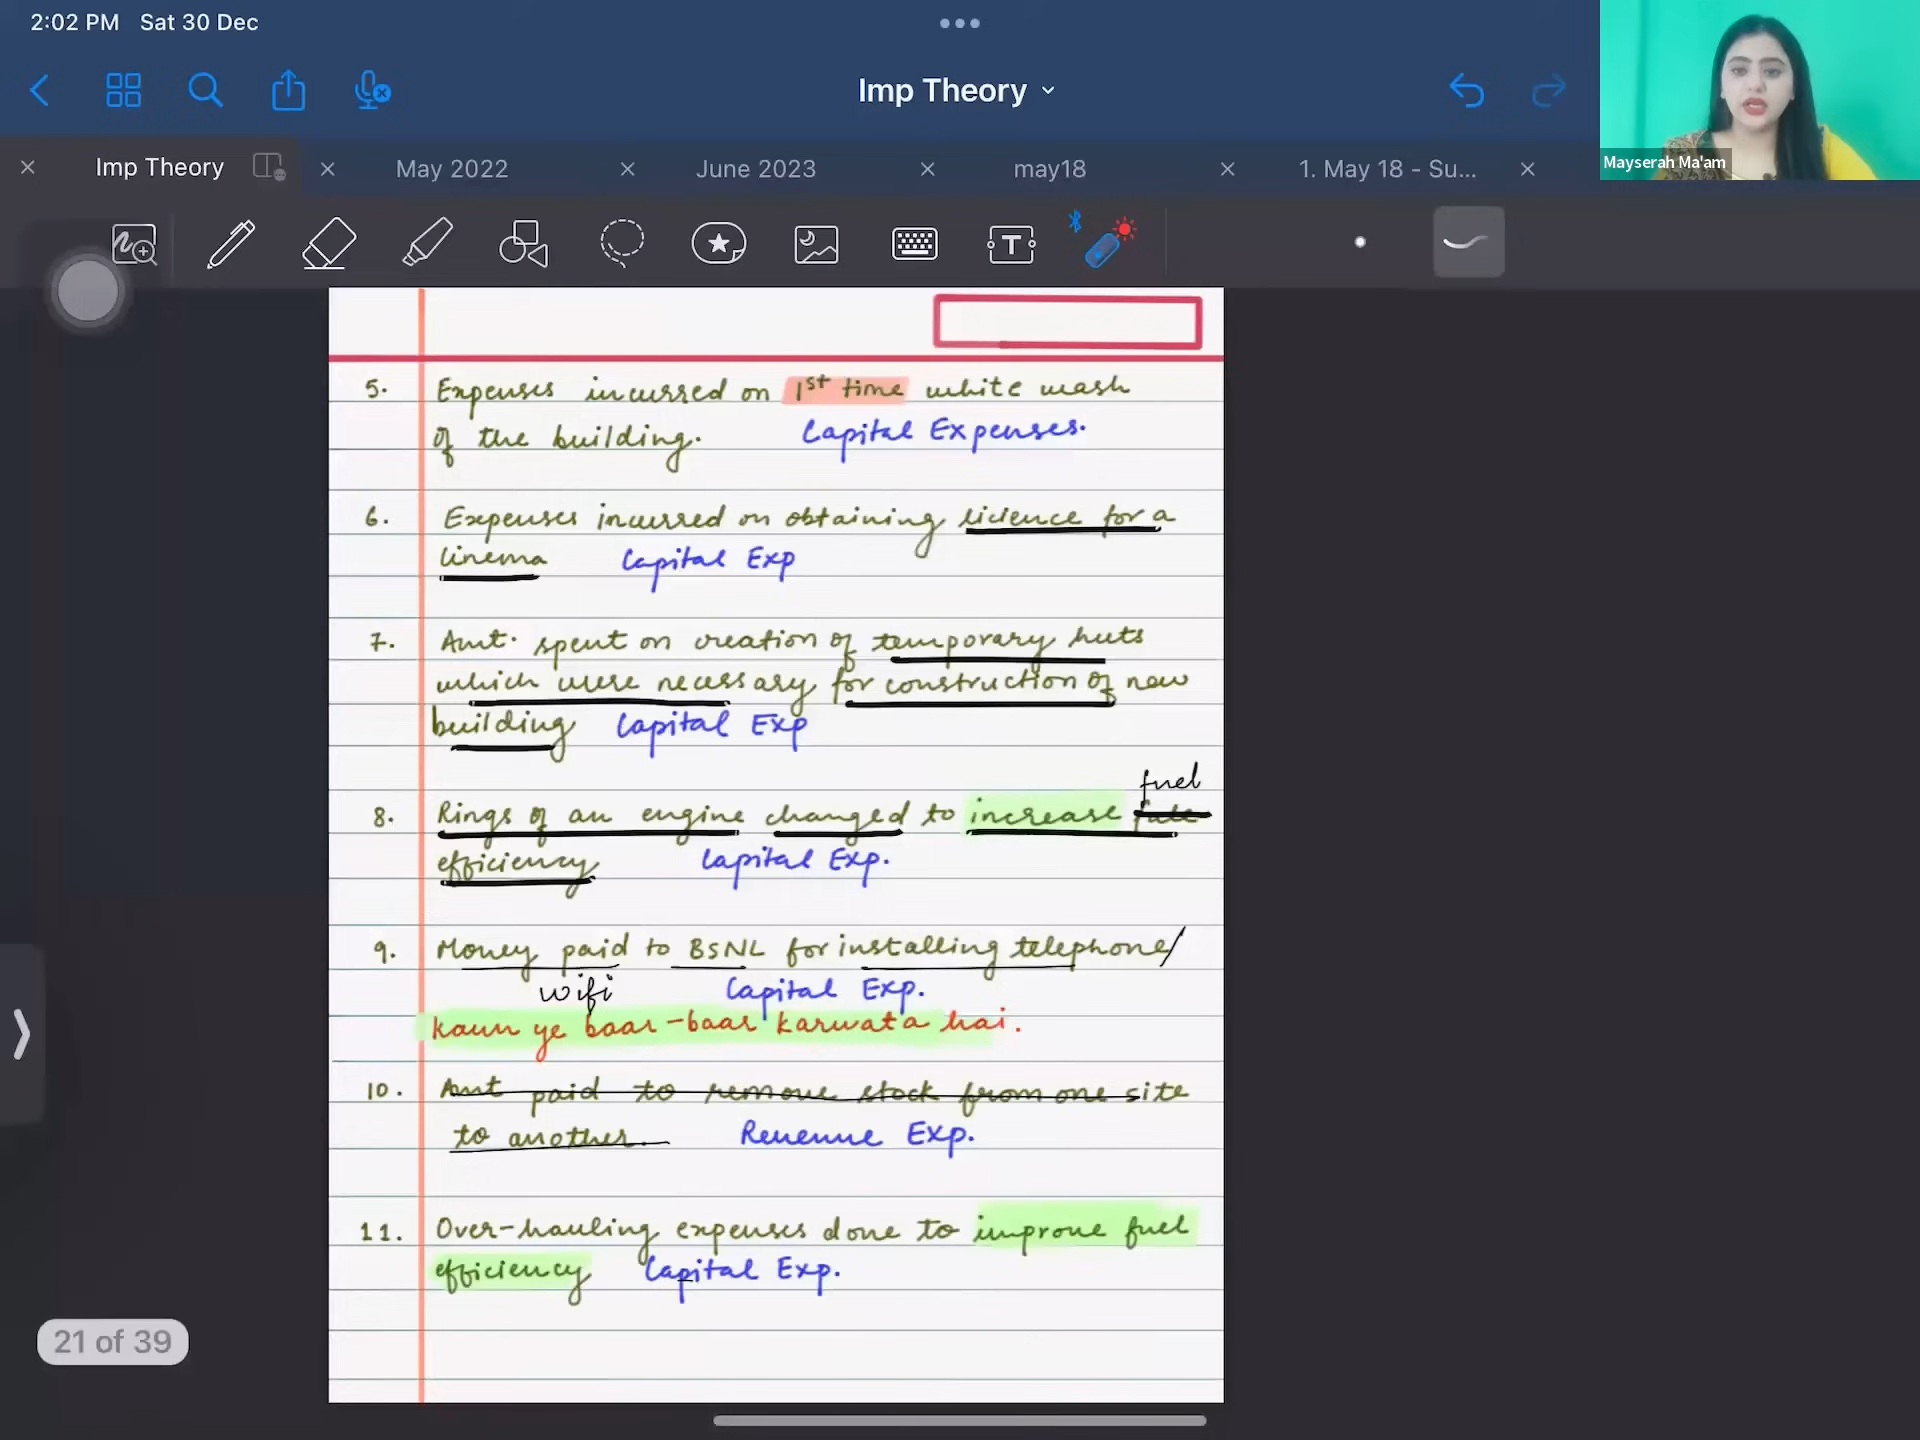 2:02 PM Sat 30 Dec
Imp Theory
Mayserah Ma'am
Imp Theory
May 2022
June 2023
may18
1. May 18 - Su...
T
5. Expenses incurred on 1st time white wash
of the building. Capital Expenses.
6. Expenses incurred on obtaining licience for a
Cinema Capital Exp
7. Amt. spent on creation of temporary huts
which were necessary for construction of new
building Capital Exp
fuel
8. Rings of an engine changed to increase
efficiency Capital Exp.
9. Money paid to BSNL for installing telephone/
wifi Capital Exp.
Kaun ye baar-baar karwata hai.
10. Amt paid to remove stock from one site
to another. Revenue Exp.
11. Over-hauling expenses done to improve fuel
efficiency Capital Exp.
21 of 39